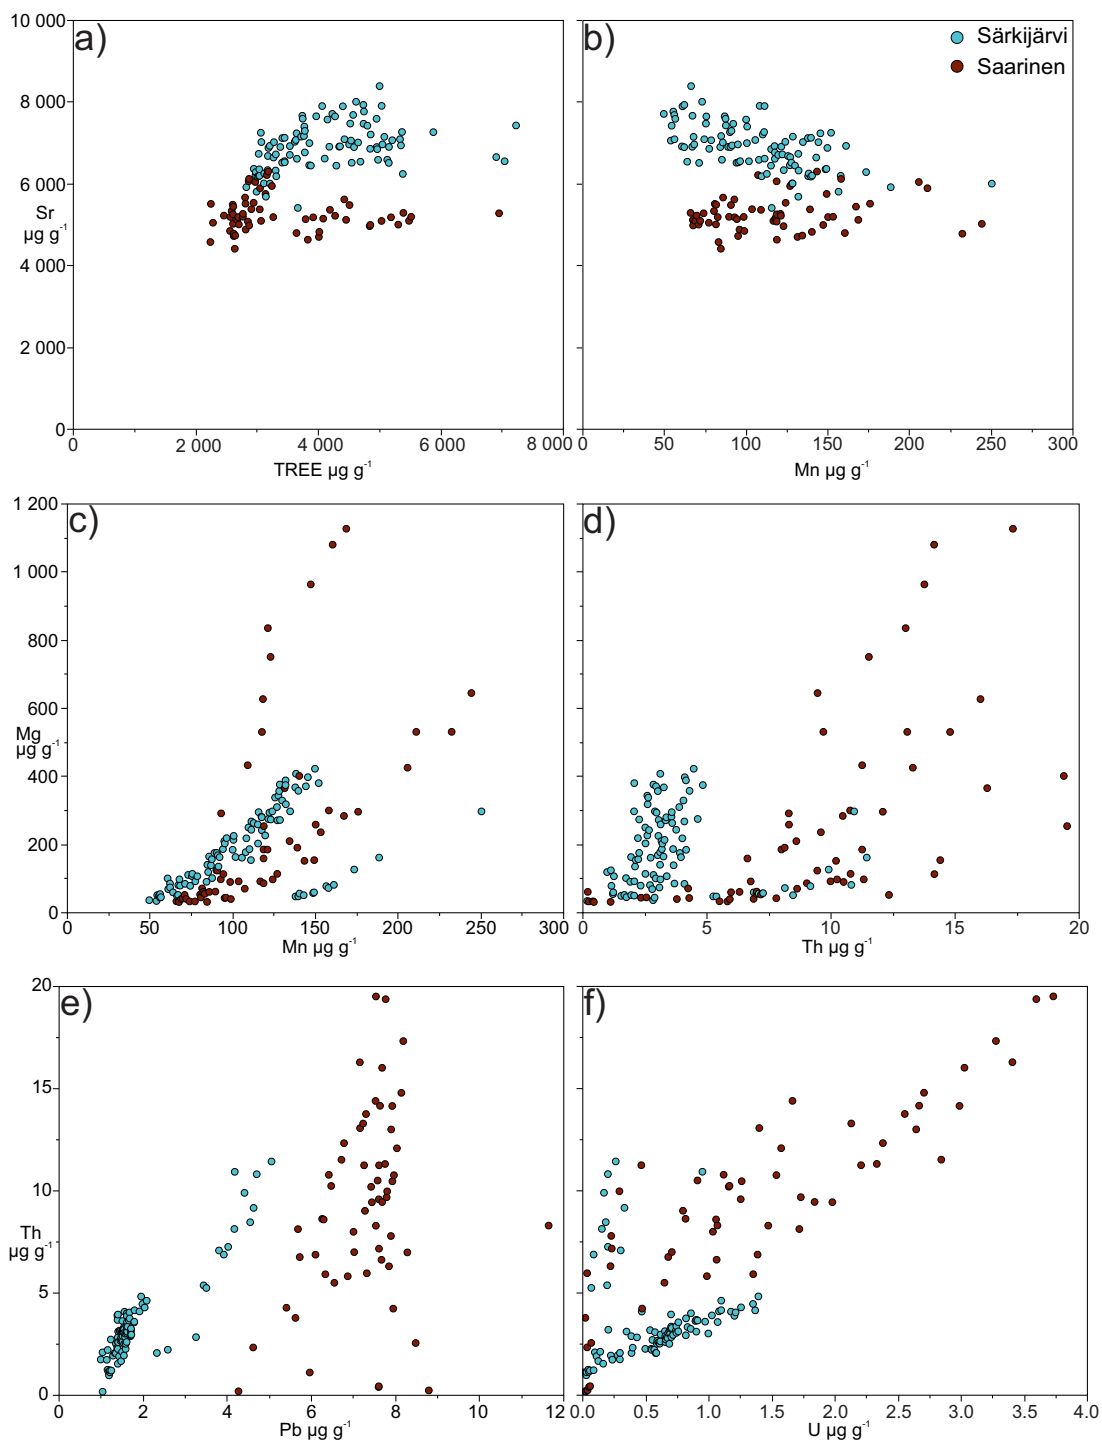 a)
10 000
8 000
6 000
Sr
µg g-1
4 000
2 000
0
0
2 000
4 000
6 000
8 000
TREE µg g-1
b)
Särkijärvi
Saarinen
0
50
100
150
200
250
300
Mn µg g-1
c)
1 200
1 000
800
600
Mg
µg g-1
400
200
0
0
50
100
150
200
250
300
Mn µg g-1
d)
0
5
10
15
20
Th µg g-1
e)
20
15
10
Th
µg g-1
5
0
0
2
4
6
8
10
12
Pb µg g-1
f)
0.0
0.5
1.0
1.5
2.0
2.5
3.0
3.5
4.0
U µg g-1